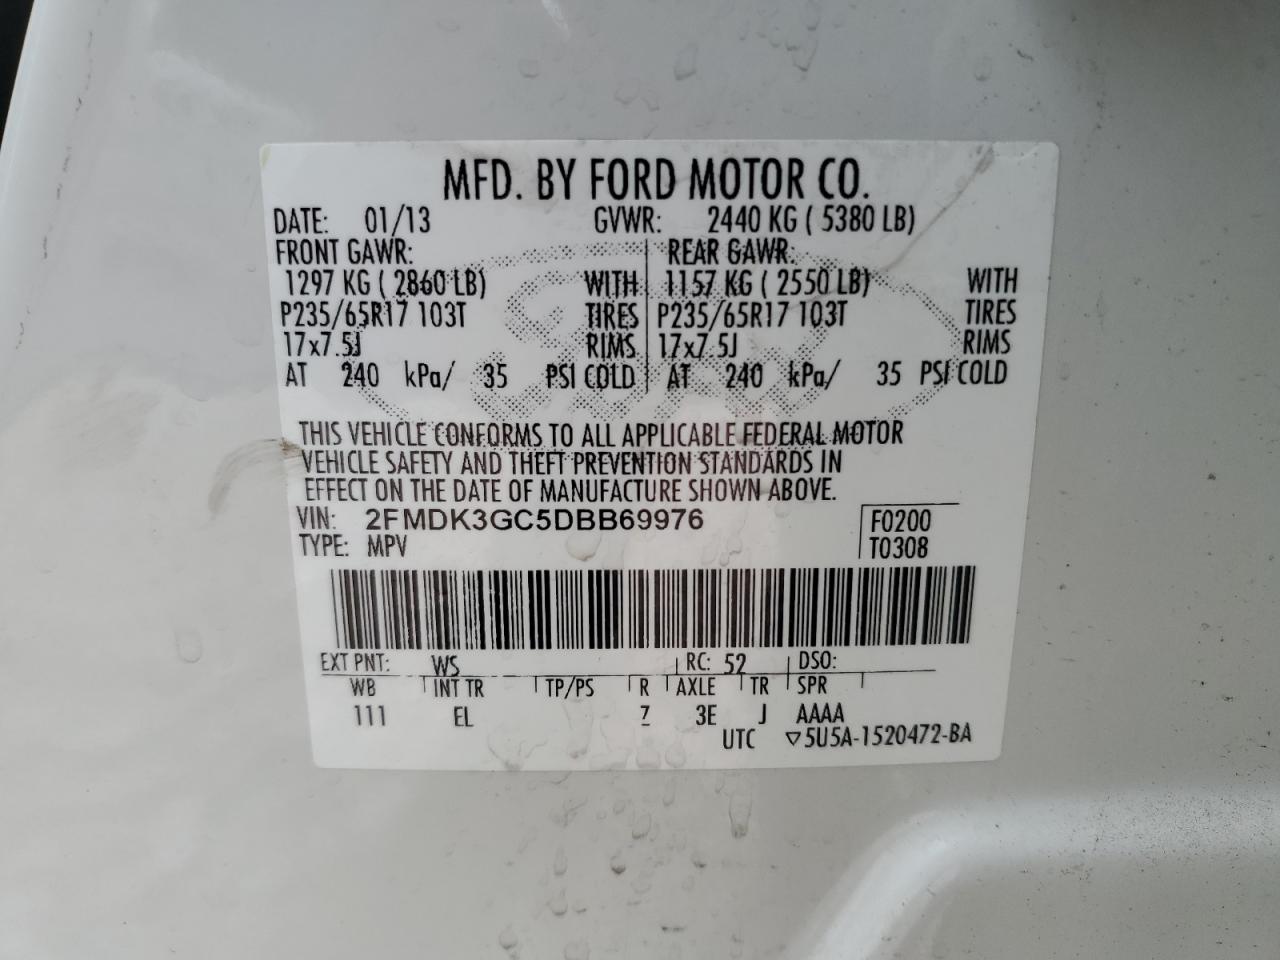 MFD. BY FORD MOTOR CO.
DATE: 01/13 GVWR: 2440 KG ( 5380 LB)
FRONT GAWR: REAR GAWR:
1297 KG ( 2860 LB) WITH 1157 KG ( 2550 LB) WITH
P235/65R17 103T TIRES P235/65R17 103T TIRES
17x7.5J RIMS 17x7.5J RIMS
AT 240 kPa/ 35 PSI COLD AT 240 kPa/ 35 PSI COLD
THIS VEHICLE CONFORMS TO ALL APPLICABLE FEDERAL MOTOR
VEHICLE SAFETY AND THEFT PREVENTION STANDARDS IN
EFFECT ON THE DATE OF MANUFACTURE SHOWN ABOVE.
VIN: 2FMDK3GC5DBB69976 F0200
TYPE: MPV T0308
EXT PNT: WS RC: 52 DSO:
WB INT TR TP/PS R AXLE TR SPR
111 EL 7 3E J AAAA
UTC ▽5U5A-1520472-BA